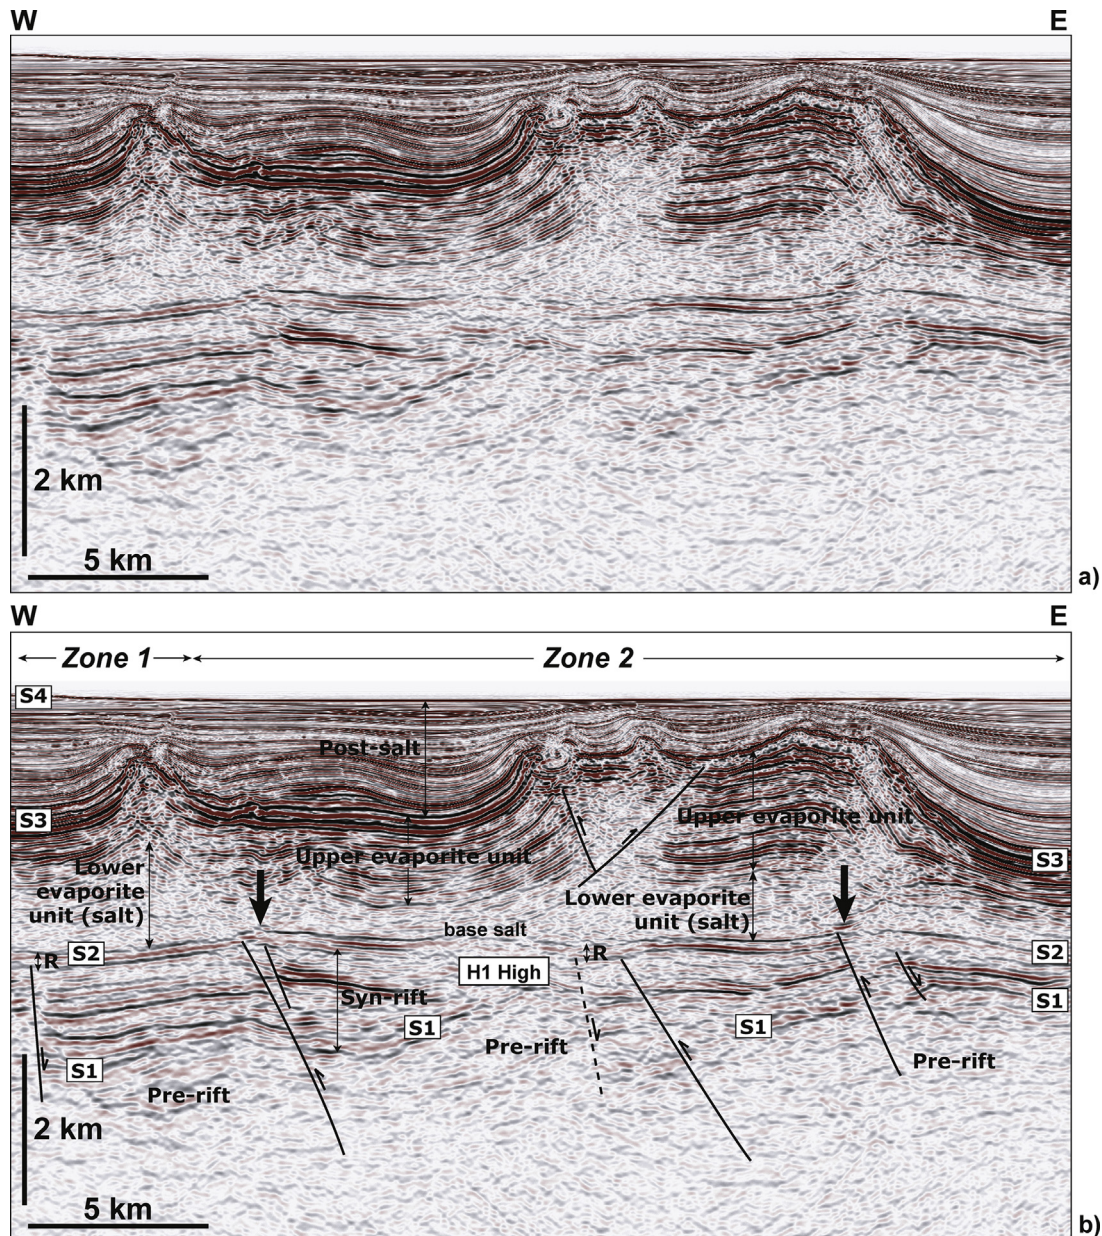 W E
2 km
5 km
a)
W E
Zone 1 Zone 2
S4
Post-salt
S3
Upper evaporite unit
Upper evaporite unit
S3
Lower
evaporite
unit (salt)
Lower evaporite
unit (salt)
base salt
S2
R
R
S2
H1 High
Syn-rift
S1
S1
S1
S1
Pre-rift
Pre-rift
Pre-rift
2 km
5 km
b)